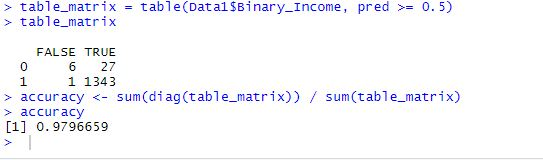 > table_matrix = table(Data1$Binary_Income, pred >= 0.5)
> table_matrix
FALSE TRUE
0 6 27
1 1 1343
> accuracy <- sum(diag(table_matrix)) / sum(table_matrix)
> accuracy
[1] 0.9796659
>